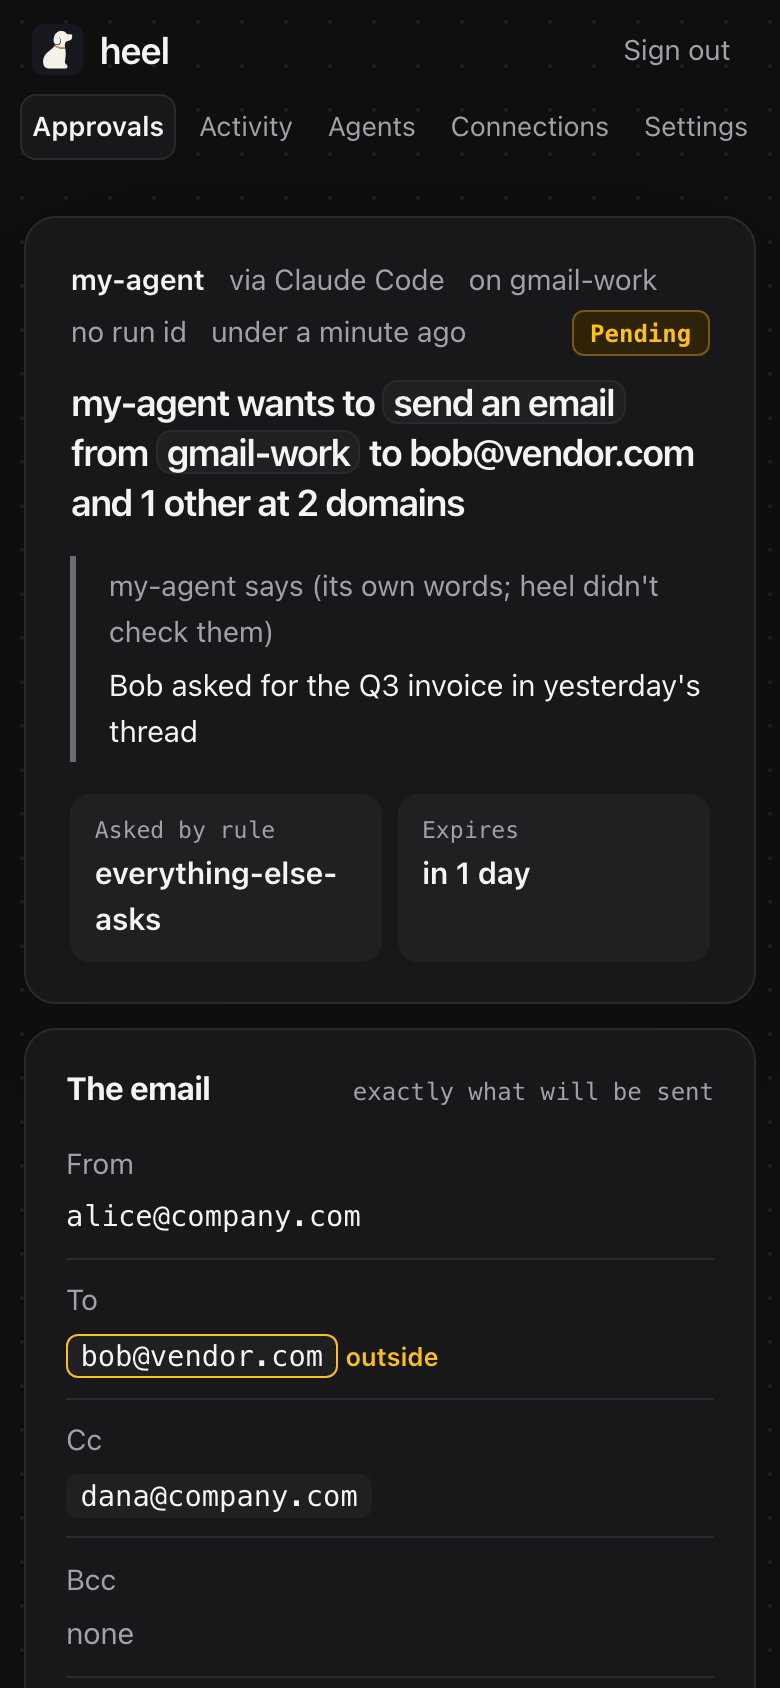 heel
Sign out
Approvals
Activity
Agents
Connections
Settings
my-agent via Claude Code on gmail-work
no run id under a minute ago
Pending
my-agent wants to send an email
from gmail-work to bob@vendor.com
and 1 other at 2 domains
my-agent says (its own words; heel didn't
check them)
Bob asked for the Q3 invoice in yesterday's
thread
Asked by rule
everything-else-
asks
Expires
in 1 day
The email
exactly what will be sent
From
alice@company.com
To
bob@vendor.com outside
Cc
dana@company.com
Bcc
none